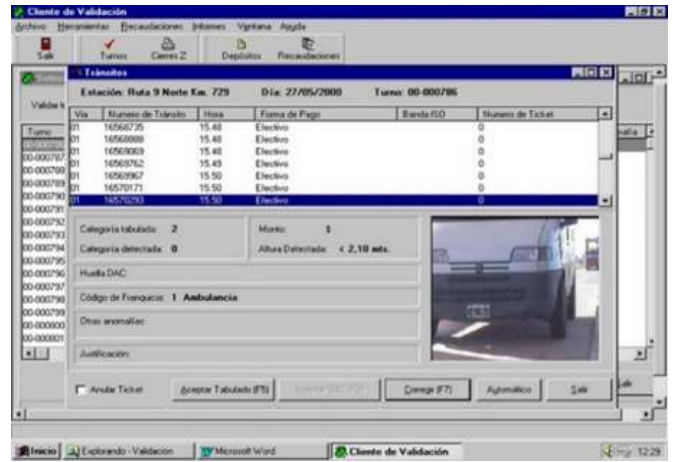 Cliente de Validación
Archivo Herramientas Recaudaciones Informes Ventana Ayuda
Salir Turnos Cierres Z Depósitos Recaudaciones
Tránsitos
Estación: Ruta 9 Norte Km. 729 Día: 27/05/2000 Turno: 00-000786
Vía Numero de Tránsito Hora Forma de Pago Banda ISO Numero de Ticket
01 16568735 15.48 Efectivo 0
01 16568888 15.48 Efectivo 0
01 16569069 15.48 Efectivo 0
01 16569762 15.49 Efectivo 0
01 16569967 15.50 Efectivo 0
01 16570171 15.50 Efectivo 0
01 16570293 15.50 Efectivo 0
Turno
00-000787
00-000788
00-000789
00-000790
00-000791
00-000792
00-000793
00-000794
00-000795
00-000796
00-000797
00-000798
00-000799
00-000800
00-000801
Categoría tabulada: 2 Monto: 1
Categoría detectada: 0 Altura Detectada: < 2,10 mts.
Huella DAC:
Código de Franquicia: 1 Ambulancia
Otras anomalías:
Justificación:
Anular Ticket Aceptar Tabulado (F5) Corregir (F7) Automático Salir
Inicio Explorando - Validacion Microsoft Word Cliente de Validación 12:29